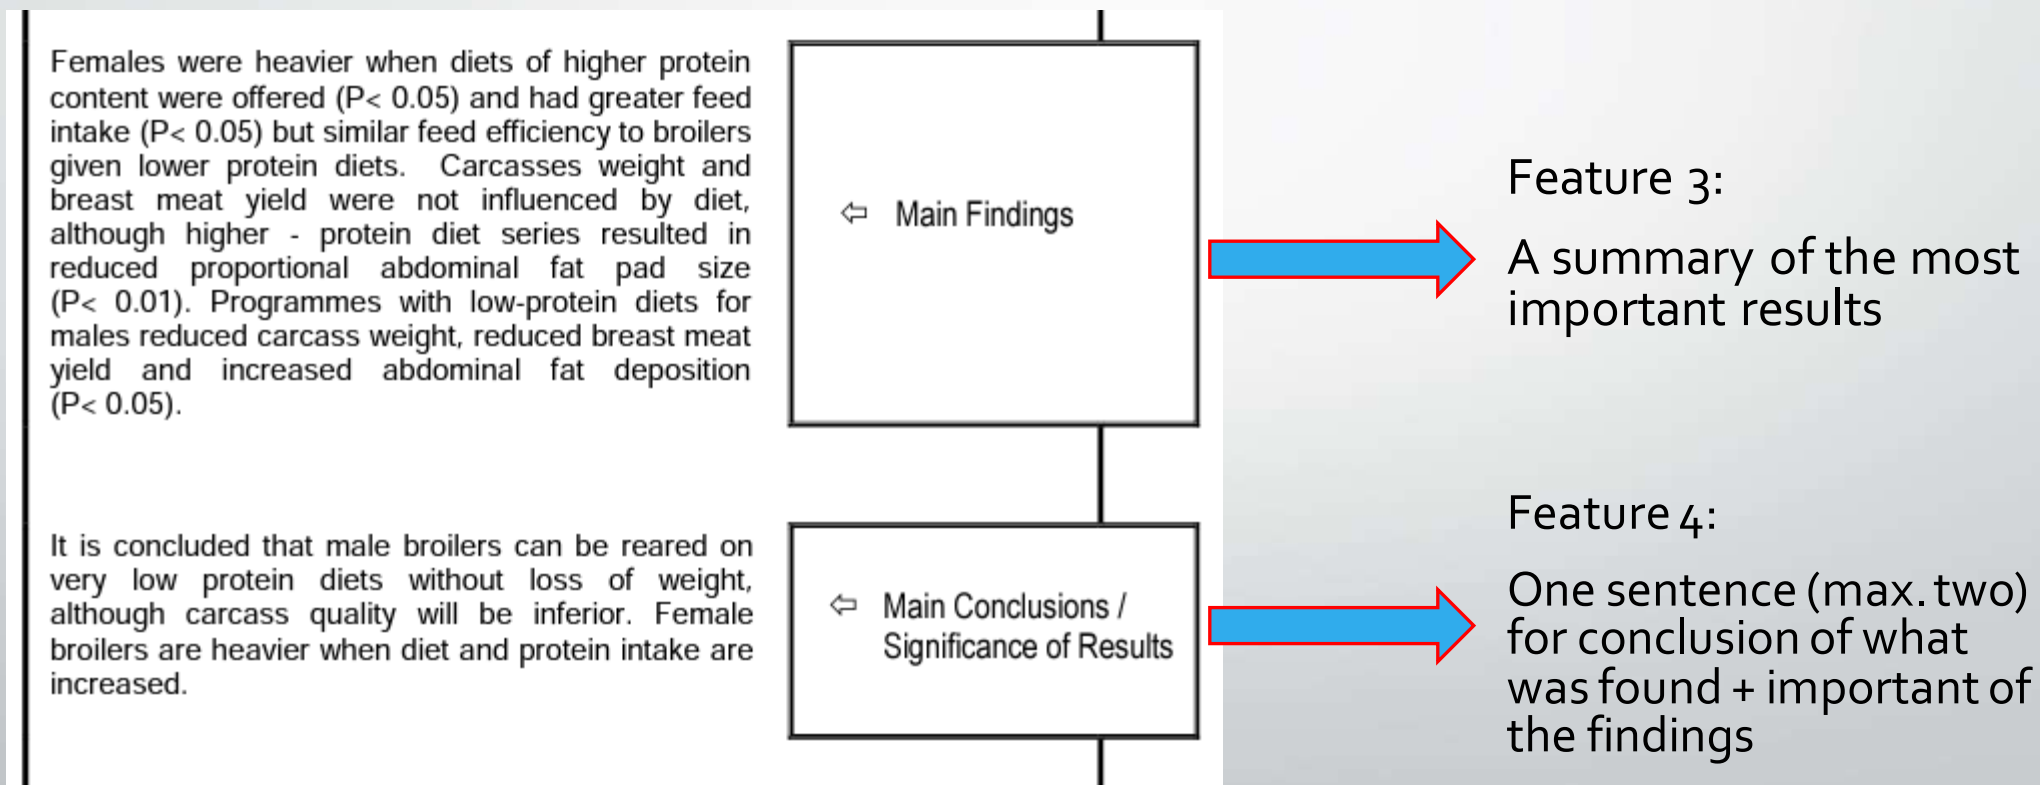 Females were heavier when diets of higher protein
content were offered (P< 0.05) and had greater feed
intake (P< 0.05) but similar feed efficiency to broilers
given lower protein diets. Carcasses weight and
breast meat yield were not influenced by diet,
although higher - protein diet series resulted in
reduced proportional abdominal fat pad size
(P< 0.01). Programmes with low-protein diets for
males reduced carcass weight, reduced breast meat
yield and increased abdominal fat deposition
(P< 0.05).
⇦ Main Findings
Feature 3:
A summary of the most
important results
It is concluded that male broilers can be reared on
very low protein diets without loss of weight,
although carcass quality will be inferior. Female
broilers are heavier when diet and protein intake are
increased.
⇦ Main Conclusions /
Significance of Results
Feature 4:
One sentence (max. two)
for conclusion of what
was found + important of
the findings